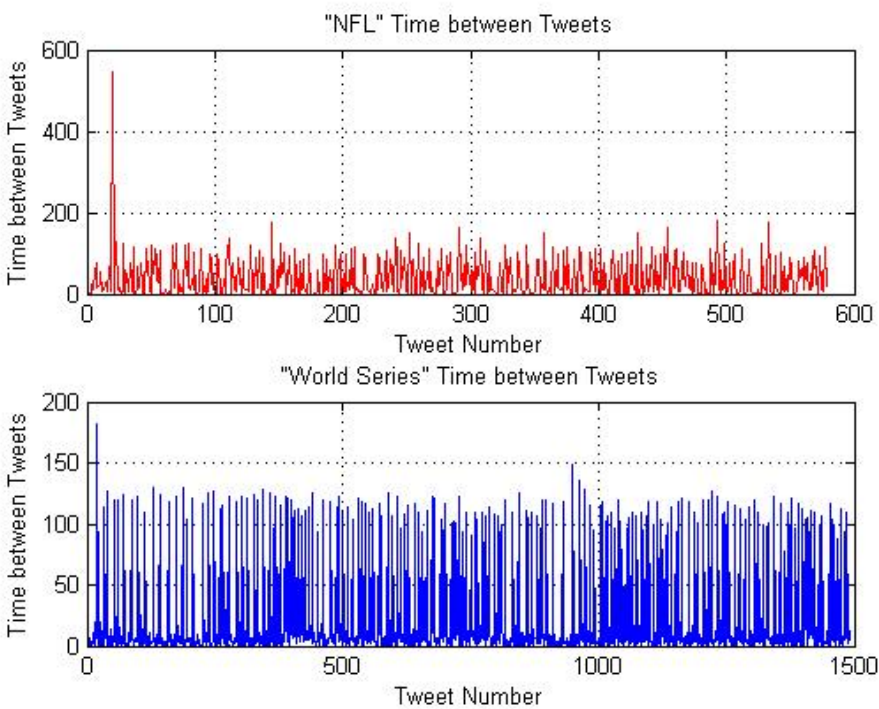 "NFL" Time between Tweets
Time between Tweets
600
400
200
0
0 100 200 300 400 500 600
Tweet Number
"World Series" Time between Tweets
Time between Tweets
200
150
100
50
0
0 500 1000 1500
Tweet Number